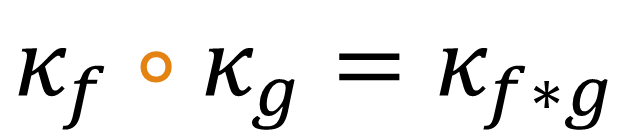 κ_f ∘ κ_g = κ_{f∗g}